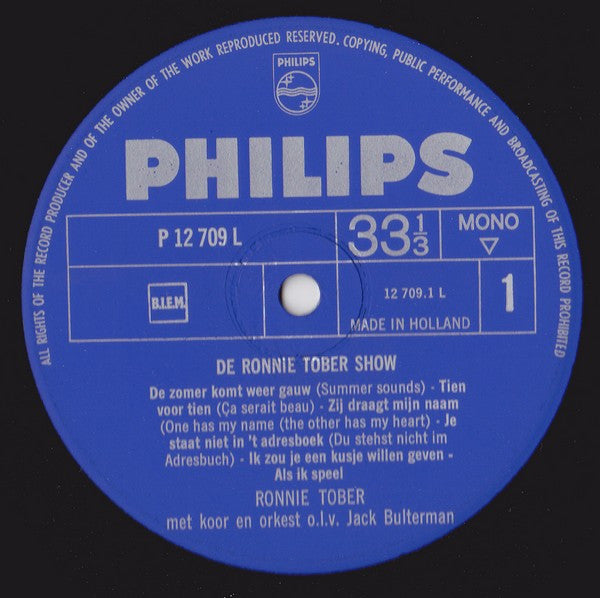 ALL RIGHTS OF THE RECORD PRODUCER AND OF THE OWNER OF THE WORK REPRODUCED RESERVED. COPYING, PUBLIC PERFORMANCE AND BROADCASTING OF THIS RECORD PROHIBITED
PHILIPS
PHILIPS
P 12 709 L
33⅓
MONO
B.I.E.M.
12 709.1 L
MADE IN HOLLAND
1
DE RONNIE TOBER SHOW
De zomer komt weer gauw (Summer sounds) - Tien
voor tien (Ça serait beau) - Zij draagt mijn naam
(One has my name (the other has my heart) - Je
staat niet in 't adresboek (Du stehst nicht im
Adresbuch) - Ik zou je een kusje willen geven -
Als ik speel
RONNIE TOBER
met koor en orkest o.l.v. Jack Bulterman